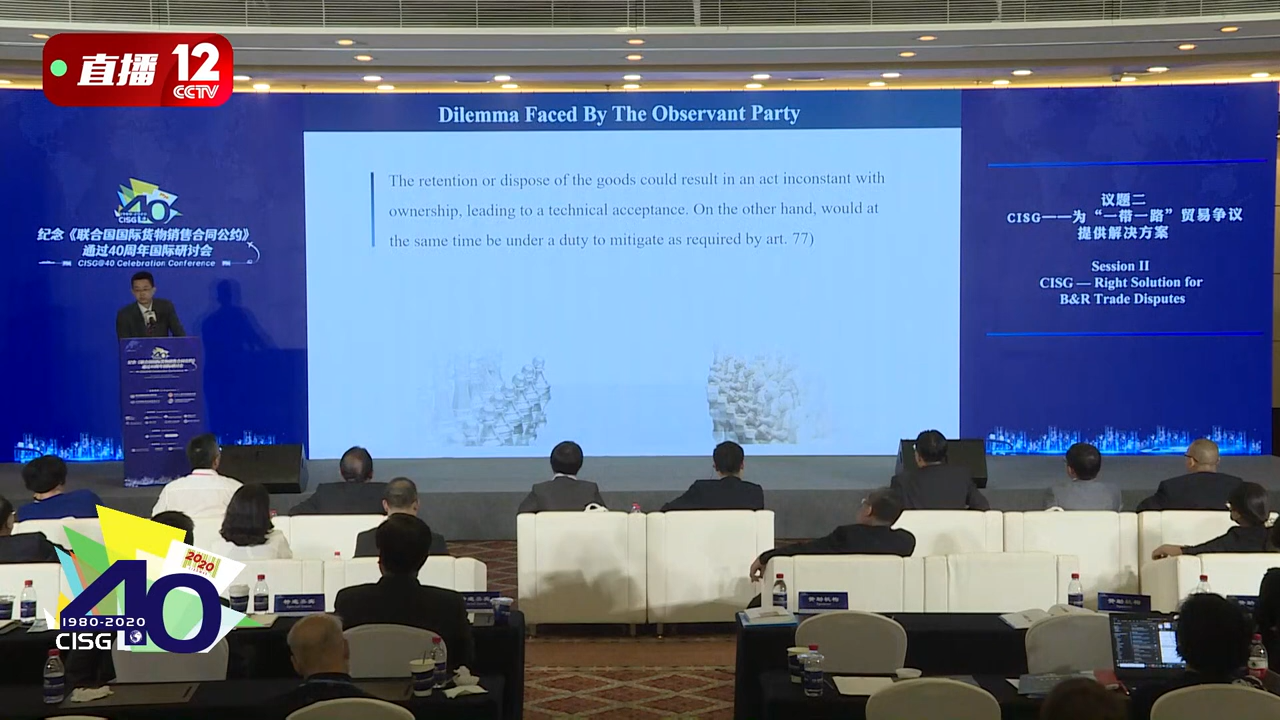 直播 12
CCTV
Dilemma Faced By The Observant Party
The retention or dispose of the goods could result in an act inconstant with
ownership, leading to a technical acceptance. On the other hand, would at
the same time be under a duty to mitigate as required by art. 77)
40
CISG
纪念《联合国国际货物销售合同公约》
通过40周年国际研讨会
CISG@40 Celebration Conference
议题二
CISG——为“一带一路”贸易争议
提供解决方案
Session II
CISG — Right Solution for
B&R Trade Disputes
40
2020
1980-2020
CISG